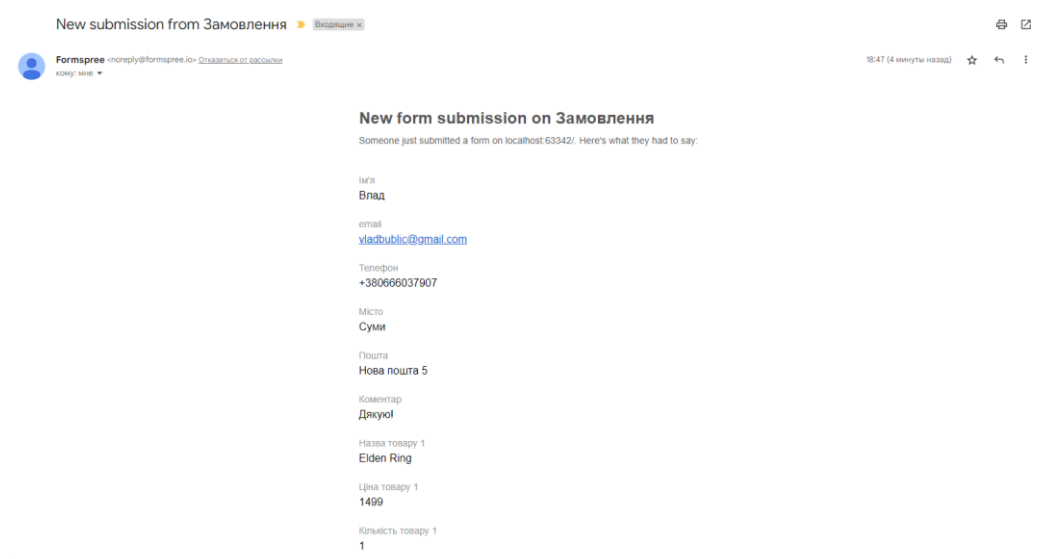 New submission from Замовлення
Входящие ×
Formspree <noreply@formspree.io> Отказаться от рассылки
18:47 (4 минуты назад)
кому: мне
New form submission on Замовлення
Someone just submitted a form on localhost:63342/. Here's what they had to say:
Ім'я
Влад
email
vladbublic@gmail.com
Телефон
+380666037907
Місто
Суми
Пошта
Нова пошта 5
Коментар
Дякую!
Назва товару 1
Elden Ring
Ціна товару 1
1499
Кількість товару 1
1